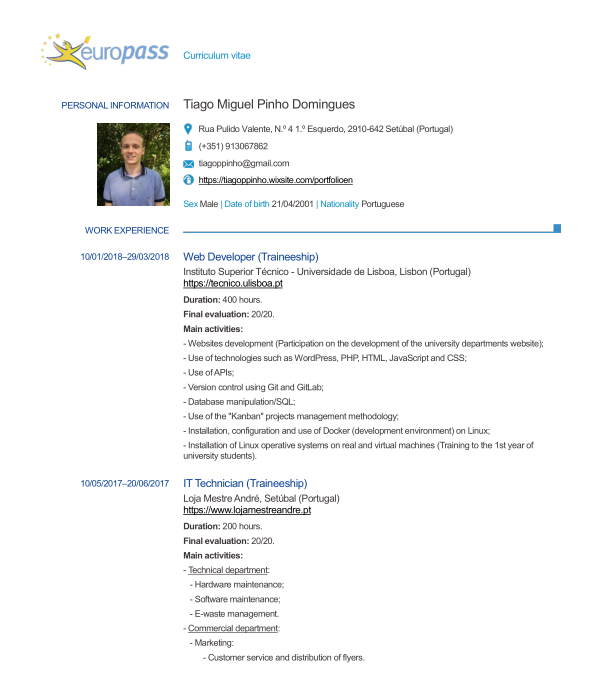 europass
Curriculum vitae
PERSONAL INFORMATION
Tiago Miguel Pinho Domingues
Rua Pulido Valente, N.º 4 1.º Esquerdo, 2910-642 Setúbal (Portugal)
(+351) 913067862
tiagoppinho@gmail.com
https://tiagoppinho.wixsite.com/portfolioen
Sex Male | Date of birth 21/04/2001 | Nationality Portuguese
WORK EXPERIENCE
10/01/2018–29/03/2018
Web Developer (Traineeship)
Instituto Superior Técnico - Universidade de Lisboa, Lisbon (Portugal)
https://tecnico.ulisboa.pt
Duration: 400 hours.
Final evaluation: 20/20.
Main activities:
- Websites development (Participation on the development of the university departments website);
- Use of technologies such as WordPress, PHP, HTML, JavaScript and CSS;
- Use of APIs;
- Version control using Git and GitLab;
- Database manipulation/SQL;
- Use of the "Kanban" projects management methodology;
- Installation, configuration and use of Docker (development environment) on Linux;
- Installation of Linux operative systems on real and virtual machines (Training to the 1st year of
university students).
10/05/2017–20/06/2017
IT Technician (Traineeship)
Loja Mestre André, Setúbal (Portugal)
https://www.lojamestreandre.pt
Duration: 200 hours.
Final evaluation: 20/20.
Main activities:
- Technical department:
- Hardware maintenance;
- Software maintenance;
- E-waste management.
- Commercial department:
- Marketing:
- Customer service and distribution of flyers.